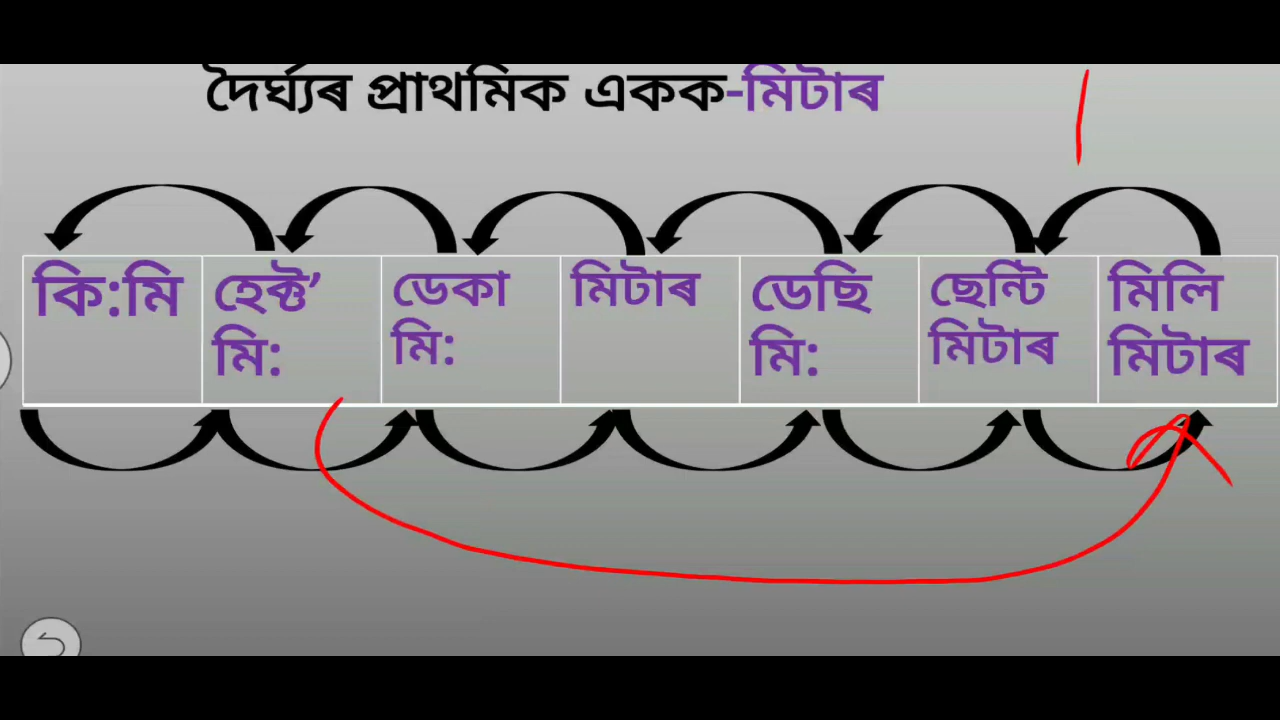 দৈৰ্ঘ্যৰ প্ৰাথমিক একক-মিটাৰ
কি:মি
হেক্ট’
মি:
ডেকা
মি:
মিটাৰ
ডেছি
মি:
ছেন্টি
মিটাৰ
মিলি
মিটাৰ